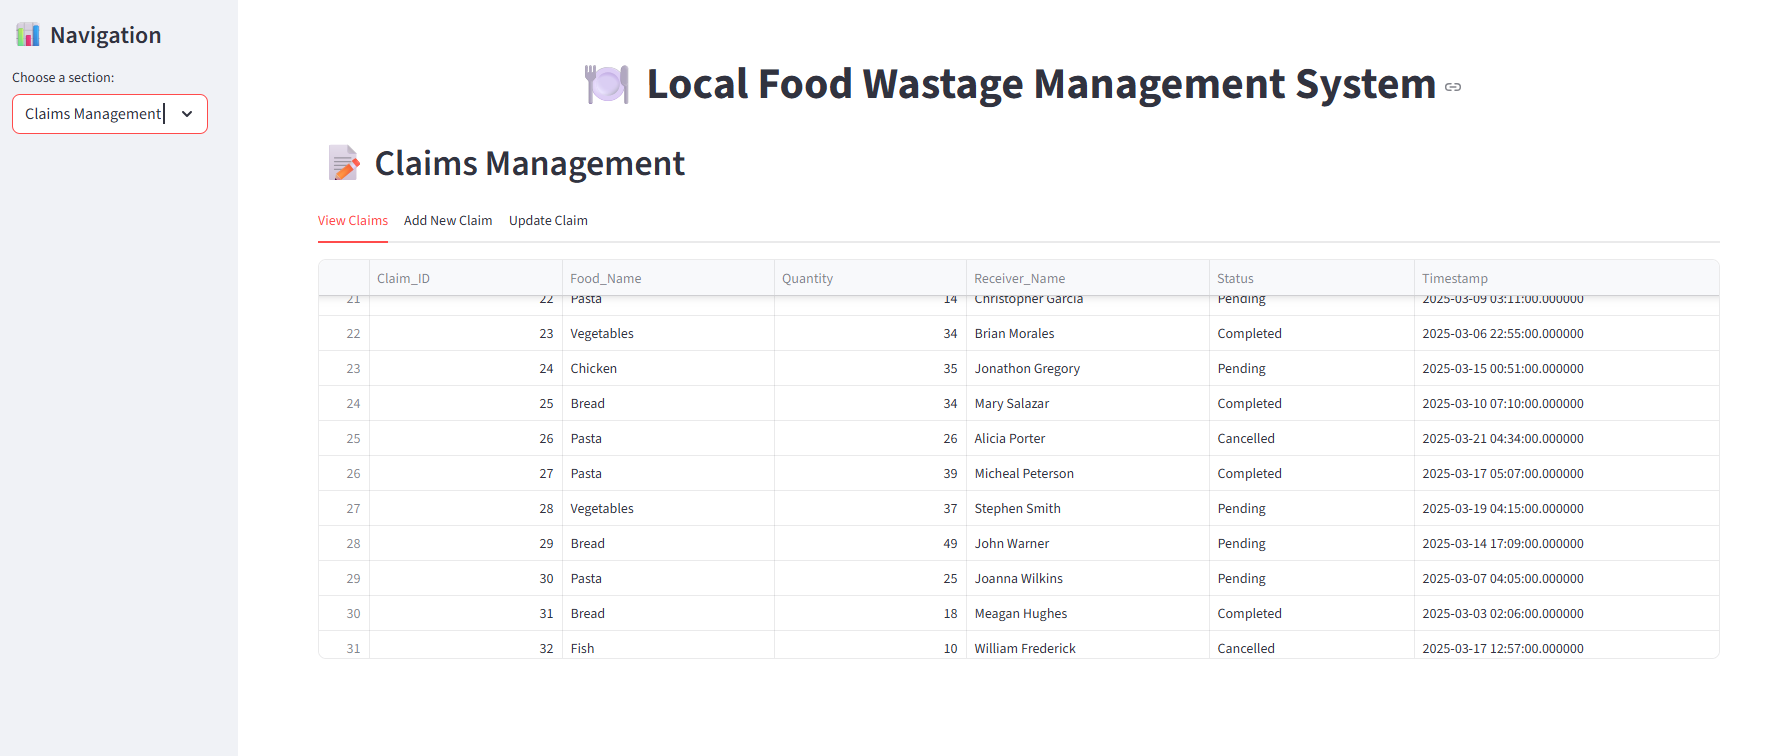 Navigation
Choose a section:
Claims Management
Local Food Wastage Management System
Claims Management
View Claims Add New Claim Update Claim
Claim_ID Food_Name Quantity Receiver_Name Status Timestamp
21 22 Pasta 14 Christopher Garcia Pending 2025-03-09 03:11:00.000000
22 23 Vegetables 34 Brian Morales Completed 2025-03-06 22:55:00.000000
23 24 Chicken 35 Jonathon Gregory Pending 2025-03-15 00:51:00.000000
24 25 Bread 34 Mary Salazar Completed 2025-03-10 07:10:00.000000
25 26 Pasta 26 Alicia Porter Cancelled 2025-03-21 04:34:00.000000
26 27 Pasta 39 Micheal Peterson Completed 2025-03-17 05:07:00.000000
27 28 Vegetables 37 Stephen Smith Pending 2025-03-19 04:15:00.000000
28 29 Bread 49 John Warner Pending 2025-03-14 17:09:00.000000
29 30 Pasta 25 Joanna Wilkins Pending 2025-03-07 04:05:00.000000
30 31 Bread 18 Meagan Hughes Completed 2025-03-03 02:06:00.000000
31 32 Fish 10 William Frederick Cancelled 2025-03-17 12:57:00.000000